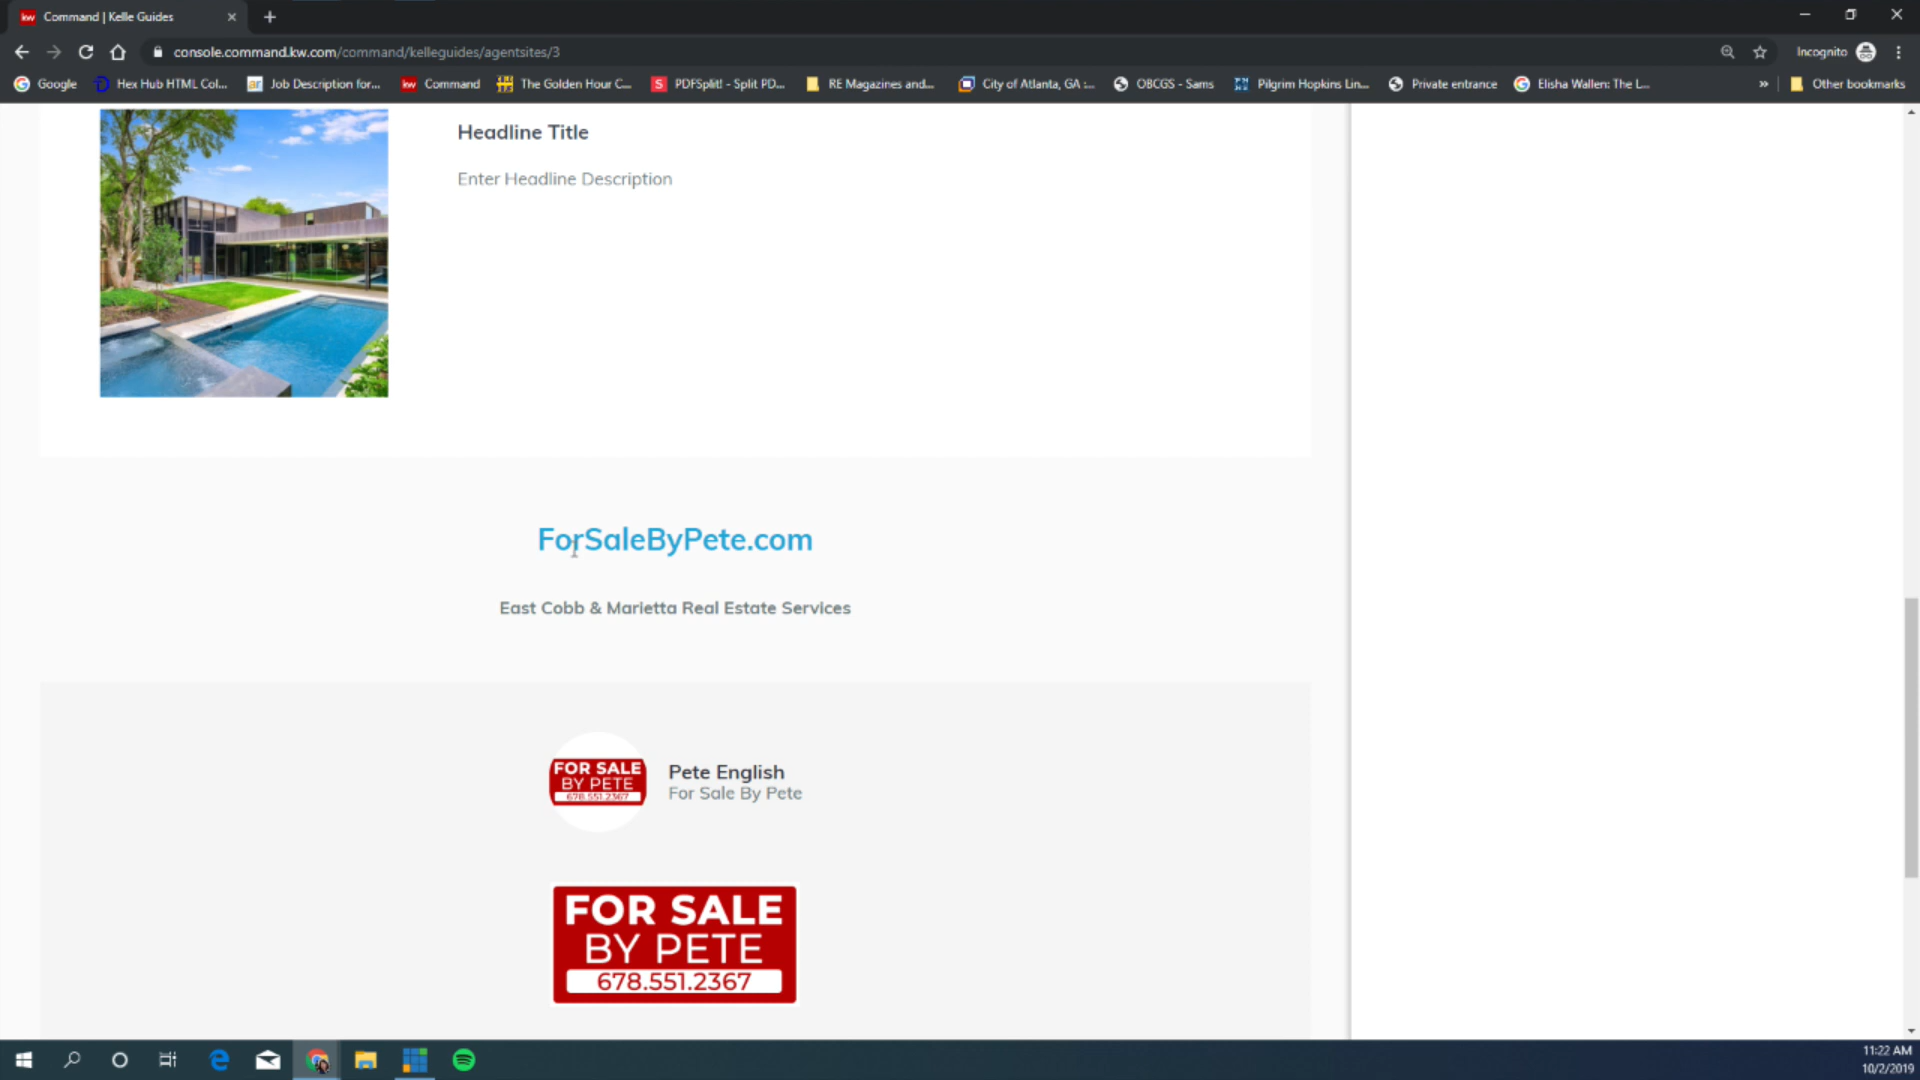 Command | Kelle Guides
console.command.kw.com/command/kelleguides/agentsites/3
Incognito
Google
Hex Hub HTML Col...
Job Description for...
kw Command
The Golden Hour C...
PDFSplit! - Split PD...
RE Magazines and...
City of Atlanta, GA :...
OBCGS - Sams
Pilgrim Hopkins Lin...
Private entrance
Elisha Wallen: The L...
»
Other bookmarks
Headline Title
Enter Headline Description
ForSaleByPete.com
East Cobb & Marietta Real Estate Services
FOR SALE
BY PETE
678.551.2367
Pete English
For Sale By Pete
FOR SALE
BY PETE
678.551.2367
11:22 AM
10/2/2019